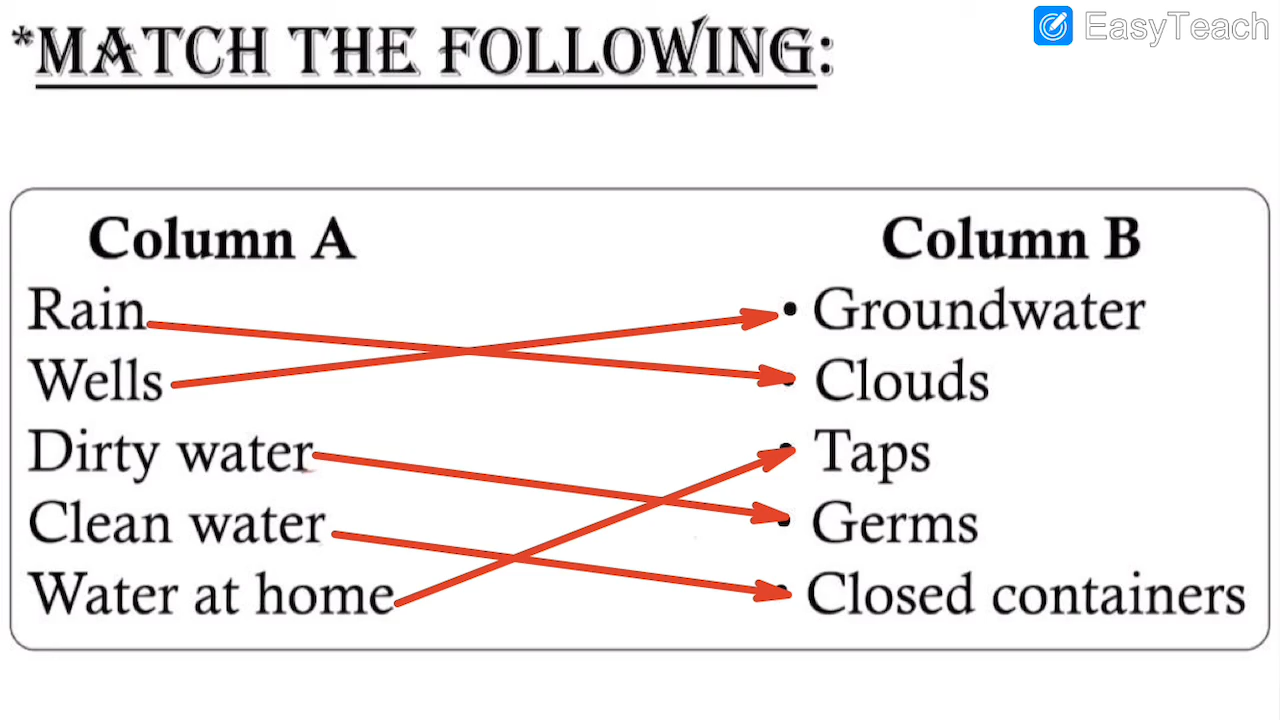 *MATCH THE FOLLOWING:
EasyTeach
Column A
Column B
Rain
• Groundwater
Wells
• Clouds
Dirty water
• Taps
Clean water
• Germs
Water at home
• Closed containers